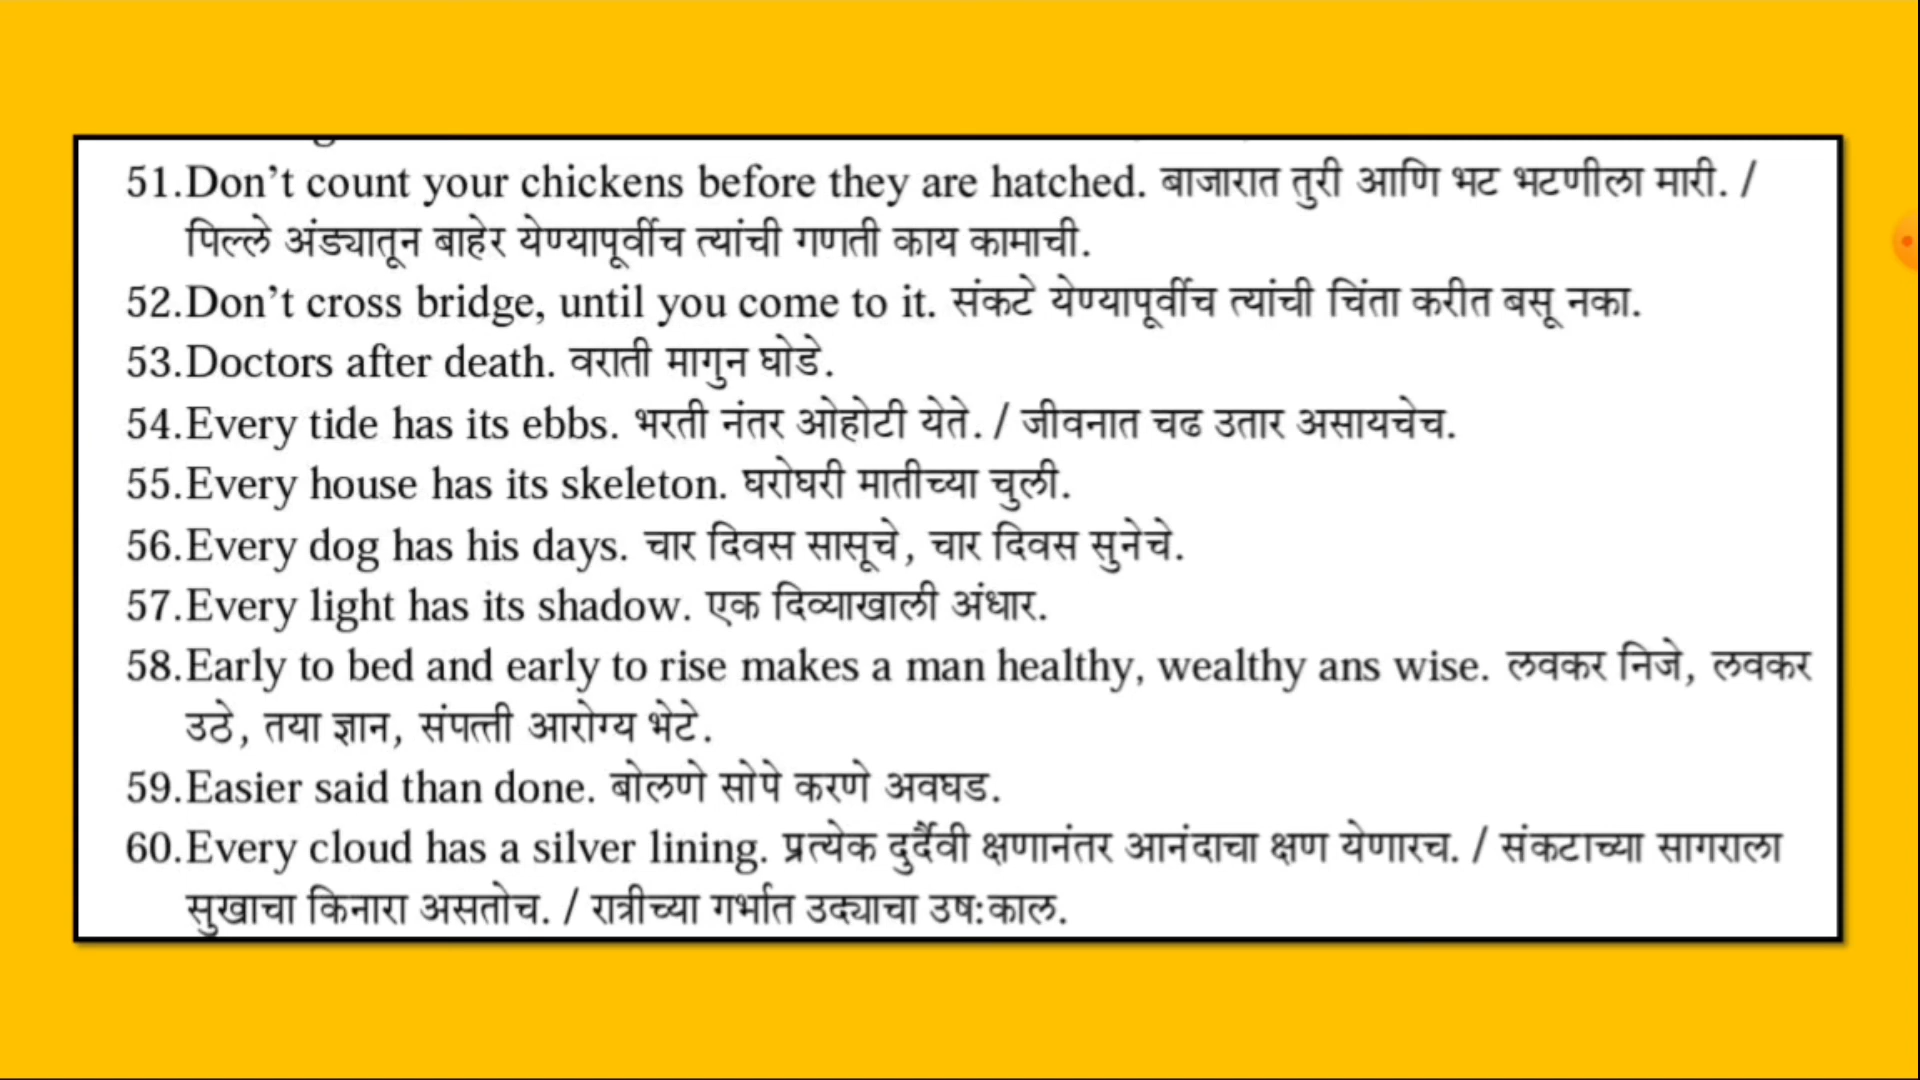 51.Don’t count your chickens before they are hatched. बाजारात तुरी आणि भट भटणीला मारी. /
पिल्ले अंड्यातून बाहेर येण्यापूर्वीच त्यांची गणती काय कामाची.
52.Don’t cross bridge, until you come to it. संकटे येण्यापूर्वीच त्यांची चिंता करीत बसू नका.
53.Doctors after death. वराती मागुन घोडे.
54.Every tide has its ebbs. भरती नंतर ओहोटी येते. / जीवनात चढ उतार असायचेच.
55.Every house has its skeleton. घरोघरी मातीच्या चुली.
56.Every dog has his days. चार दिवस सासूचे, चार दिवस सुनेचे.
57.Every light has its shadow. एक दिव्याखाली अंधार.
58.Early to bed and early to rise makes a man healthy, wealthy ans wise. लवकर निजे, लवकर
उठे, तया ज्ञान, संपत्ती आरोग्य भेटे.
59.Easier said than done. बोलणे सोपे करणे अवघड.
60.Every cloud has a silver lining. प्रत्येक दुर्दैवी क्षणानंतर आनंदाचा क्षण येणारच. / संकटाच्या सागराला
सुखाचा किनारा असतोच. / रात्रीच्या गर्भात उद्याचा उष:काल.